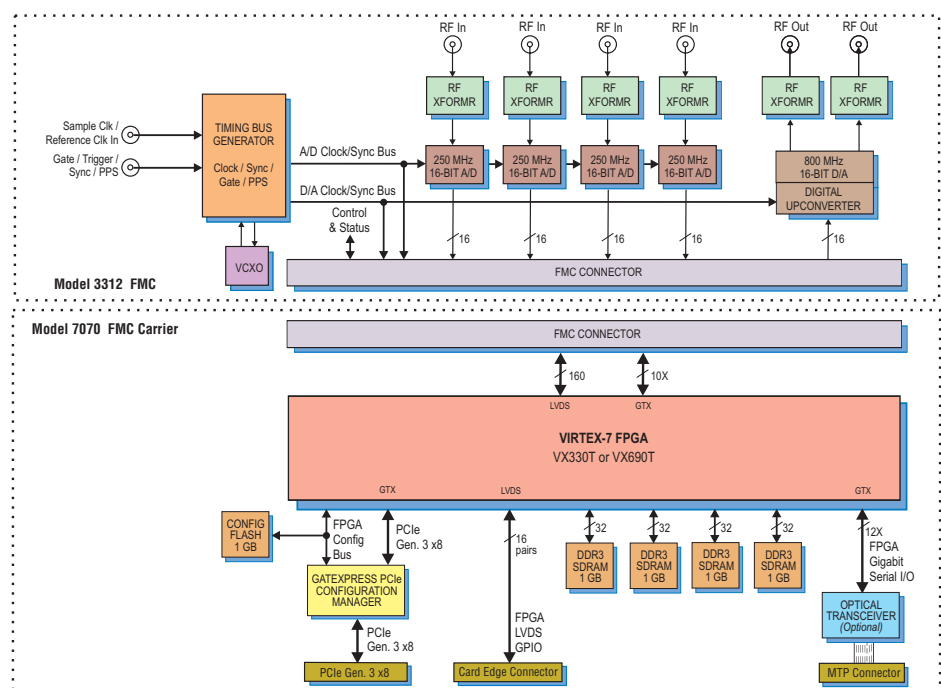 RF In
RF In
RF In
RF In
RF Out
RF Out
RF
XFORMR
RF
XFORMR
RF
XFORMR
RF
XFORMR
RF
XFORMR
RF
XFORMR
Sample Clk /
Reference Clk In
Gate / Trigger /
Sync / PPS
TIMING BUS
GENERATOR
Clock / Sync /
Gate / PPS
A/D Clock/Sync Bus
D/A Clock/Sync Bus
250 MHz
16-BIT A/D
250 MHz
16-BIT A/D
250 MHz
16-BIT A/D
250 MHz
16-BIT A/D
800 MHz
16-BIT D/A
DIGITAL
UPCONVERTER
Control
& Status
16
16
16
16
16
VCXO
FMC CONNECTOR
Model 3312 FMC
Model 7070 FMC Carrier
FMC CONNECTOR
160
10X
LVDS
GTX
VIRTEX-7 FPGA
VX330T or VX690T
GTX
LVDS
GTX
CONFIG
FLASH
1 GB
FPGA
Config
Bus
PCIe
Gen. 3 x8
16
pairs
32
32
32
32
12X
FPGA
Gigabit
Serial I/O
DDR3
SDRAM
1 GB
DDR3
SDRAM
1 GB
DDR3
SDRAM
1 GB
DDR3
SDRAM
1 GB
GATEXPRESS PCIe
CONFIGURATION
MANAGER
OPTICAL
TRANSCEIVER
(Optional)
PCIe
Gen. 3 x8
FPGA
LVDS
GPIO
PCIe Gen. 3 x8
Card Edge Connector
MTP Connector